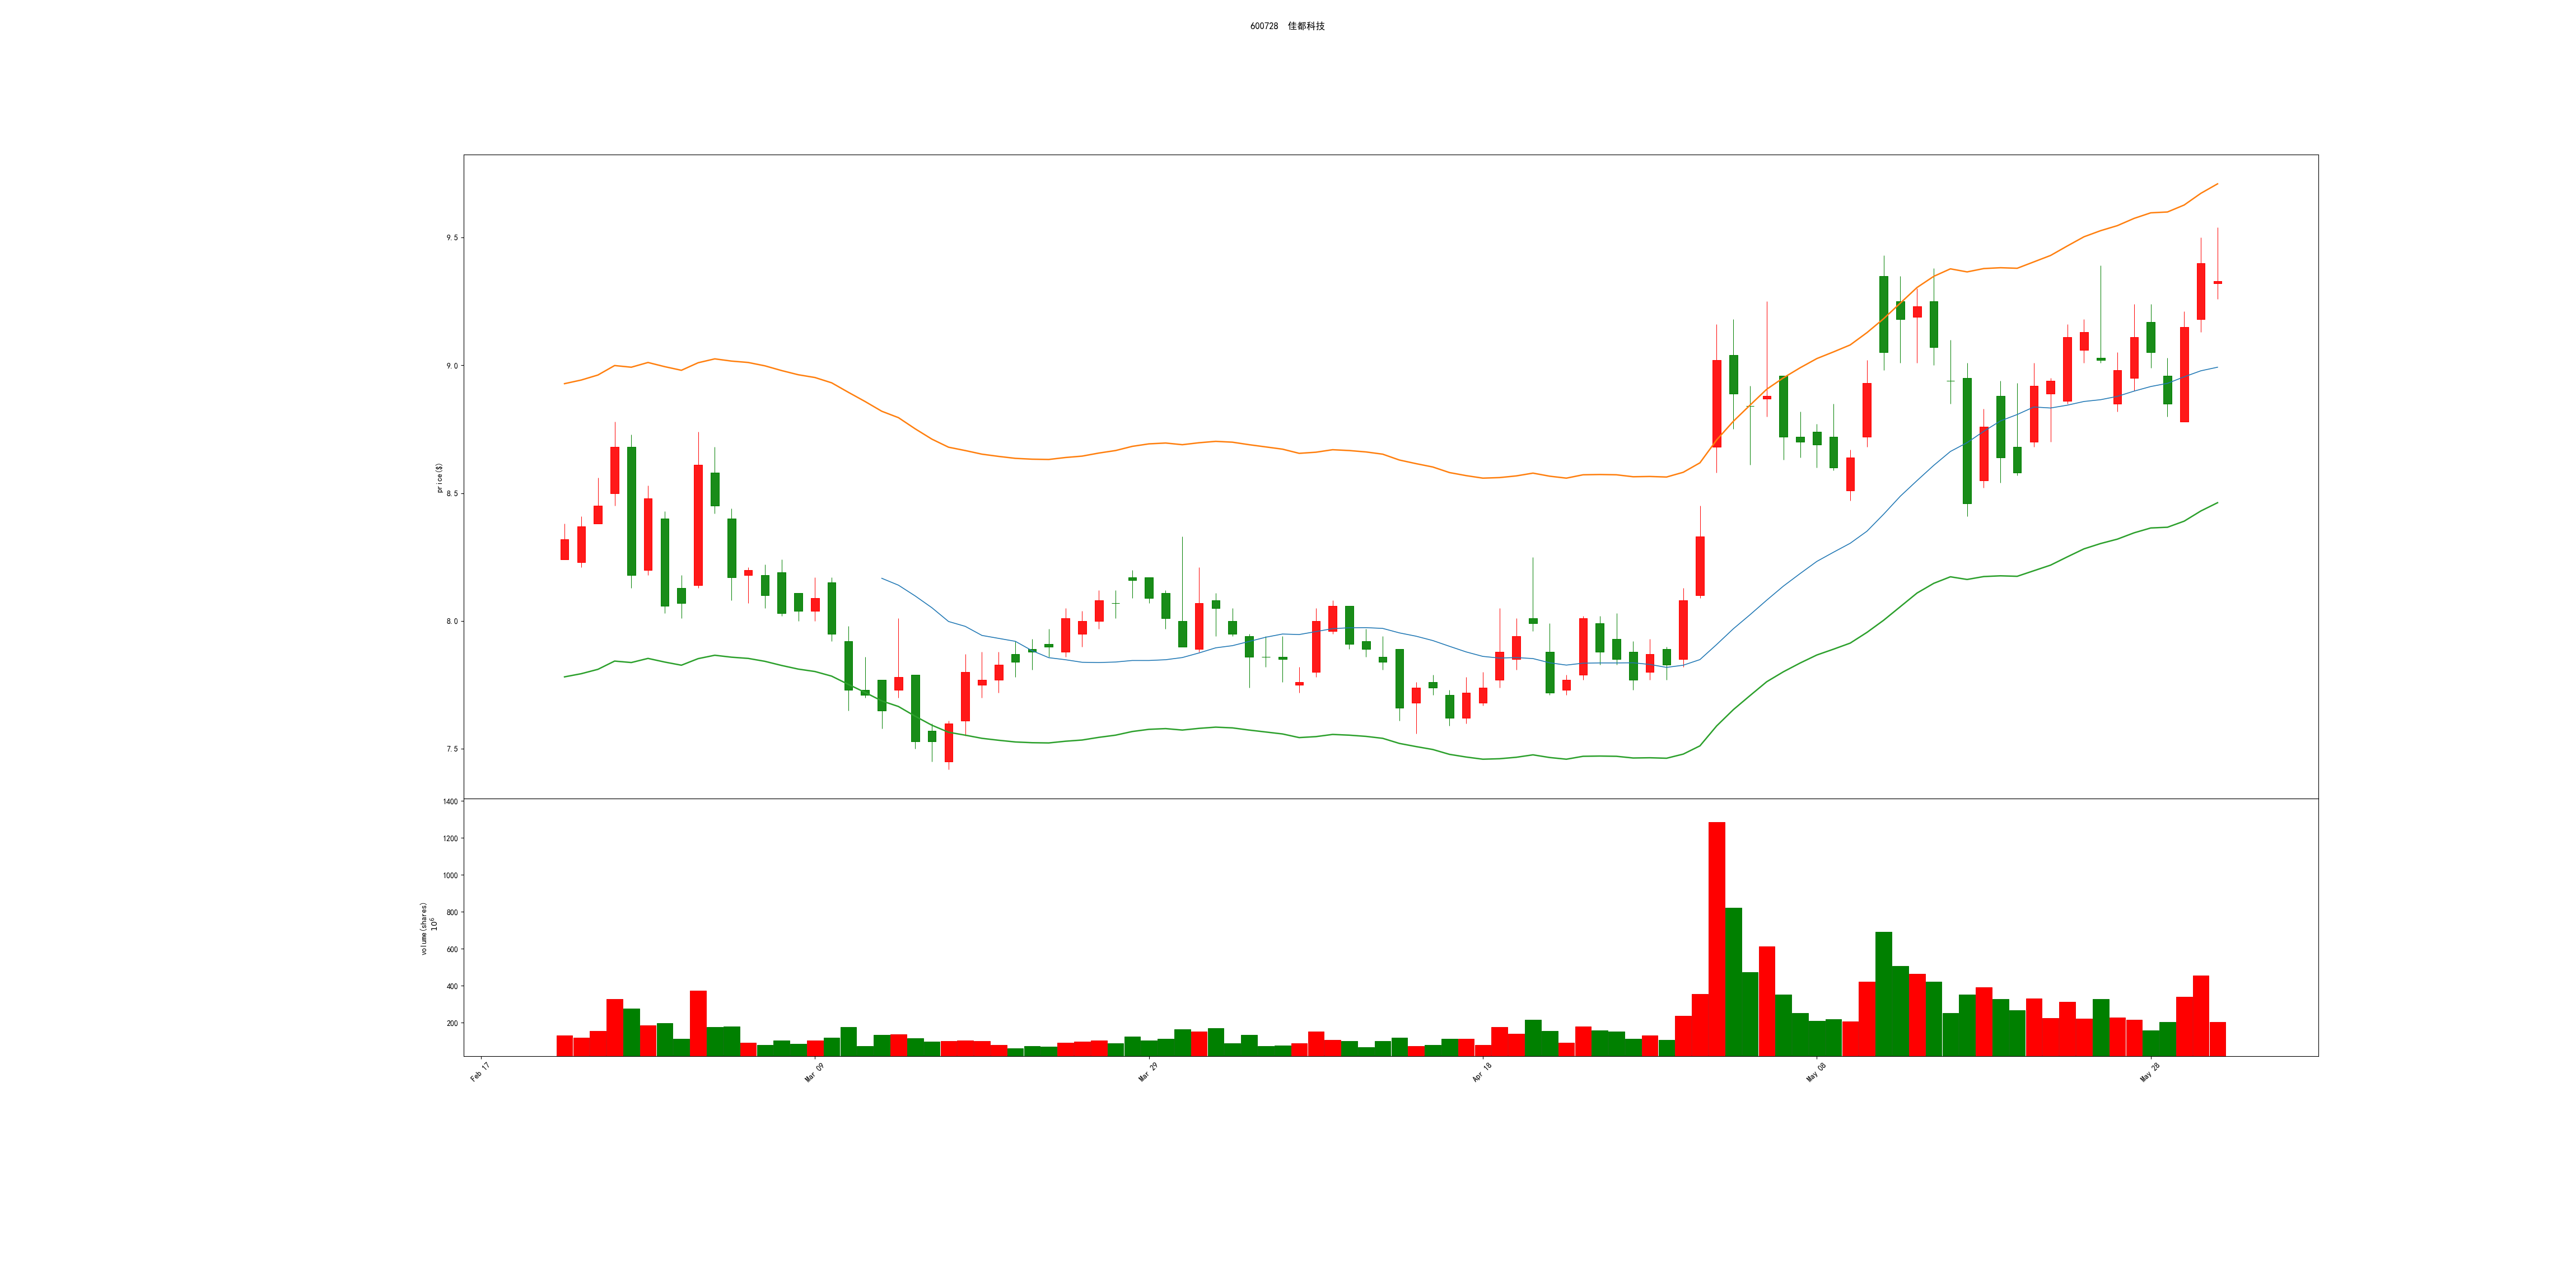 600728 佳都科技
9.5
9.0
8.5
8.0
7.5
price($)
1400
1200
1000
800
600
400
200
volume(shares)
10⁶
Feb 17
Mar 09
Mar 29
Apr 18
May 08
May 28